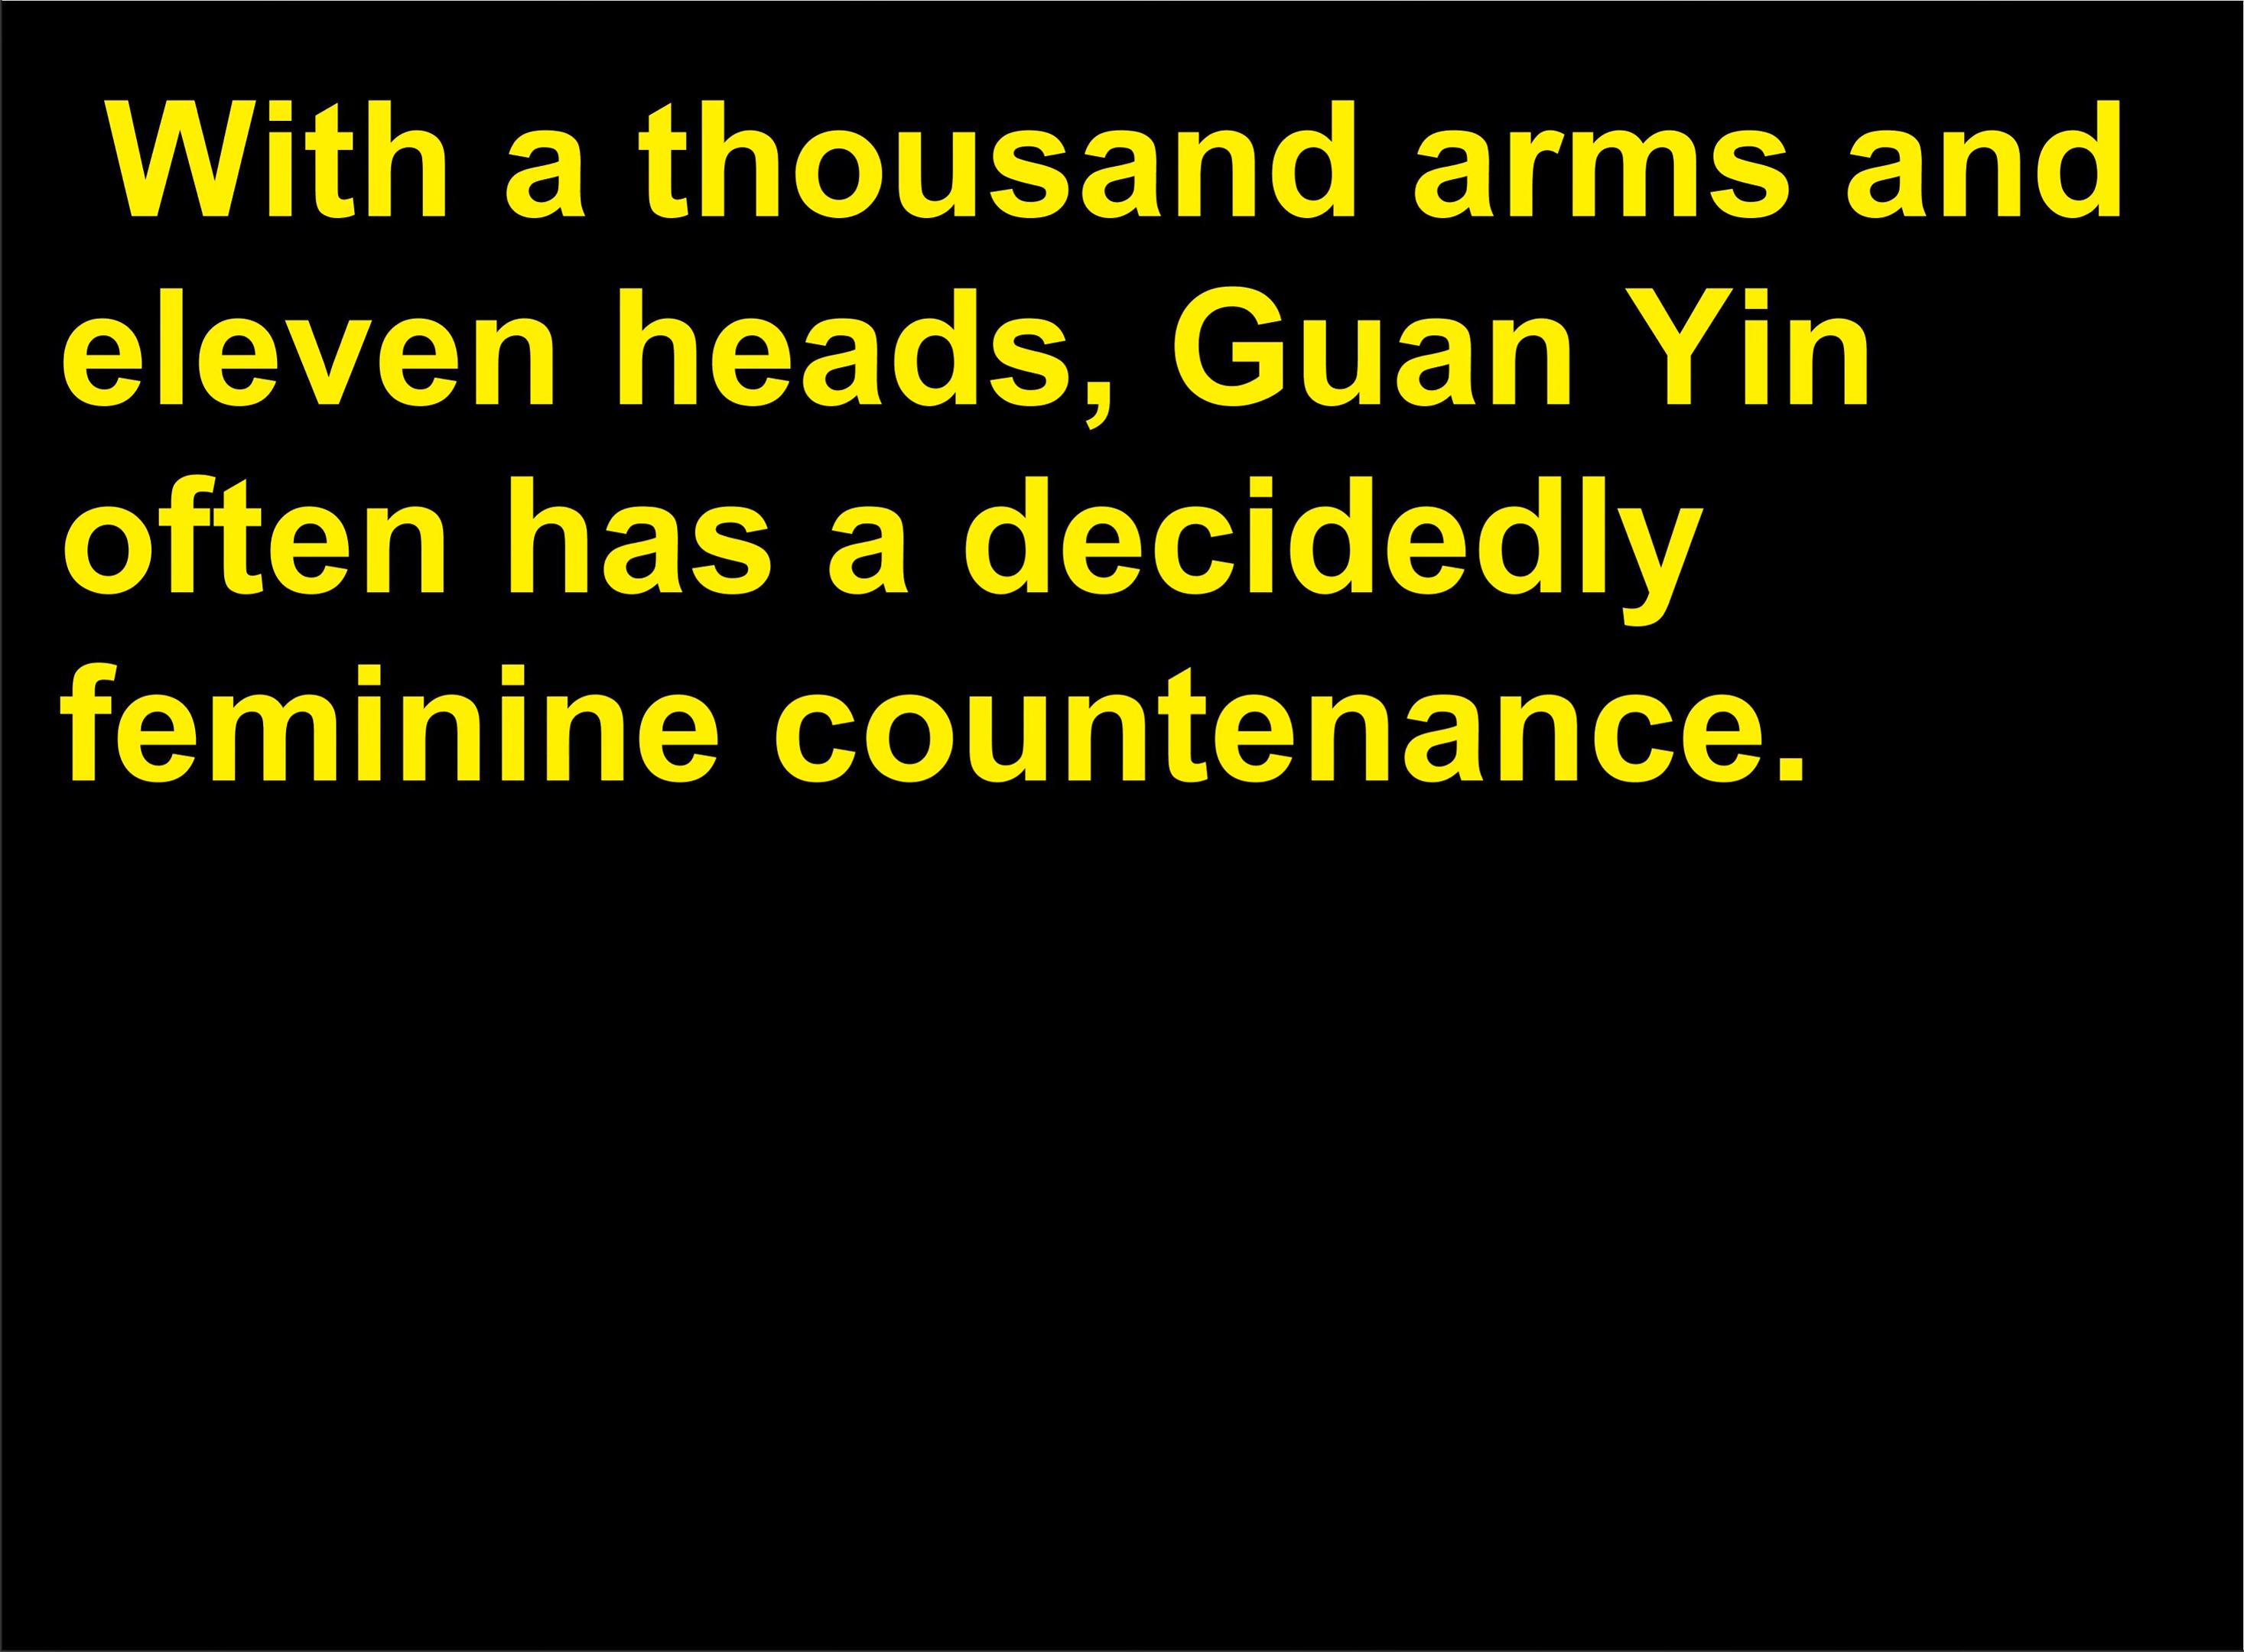 With a thousand arms and
eleven heads, Guan Yin
often has a decidedly
feminine countenance.